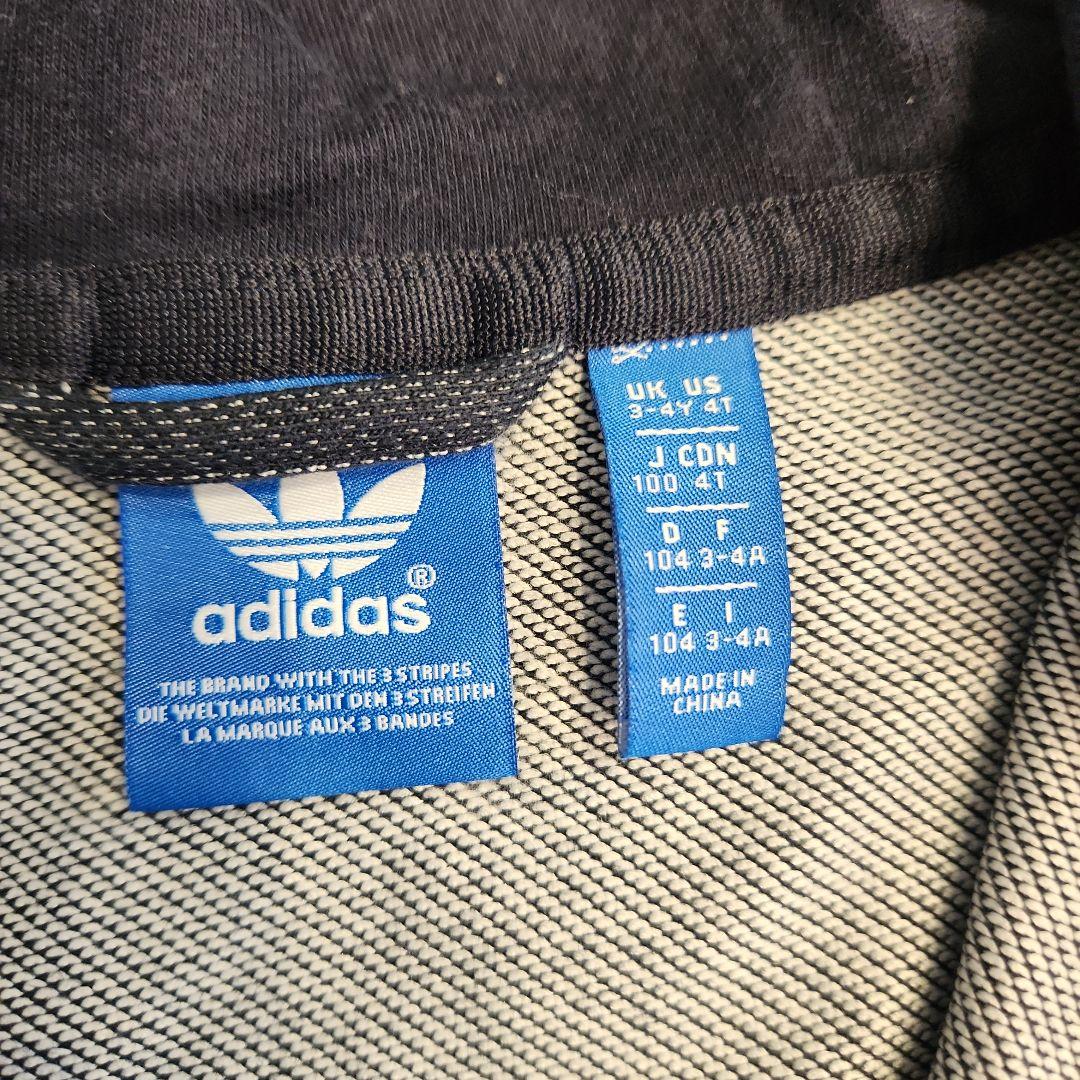 adidas®
THE BRAND WITH THE 3 STRIPES
DIE WELTMARKE MIT DEN 3 STREIFEN
LA MARQUE AUX 3 BANDES
UK US
3-4Y 4T
J CDN
100 4T
D F
104 3-4A
E I
104 3-4A
MADE IN
CHINA